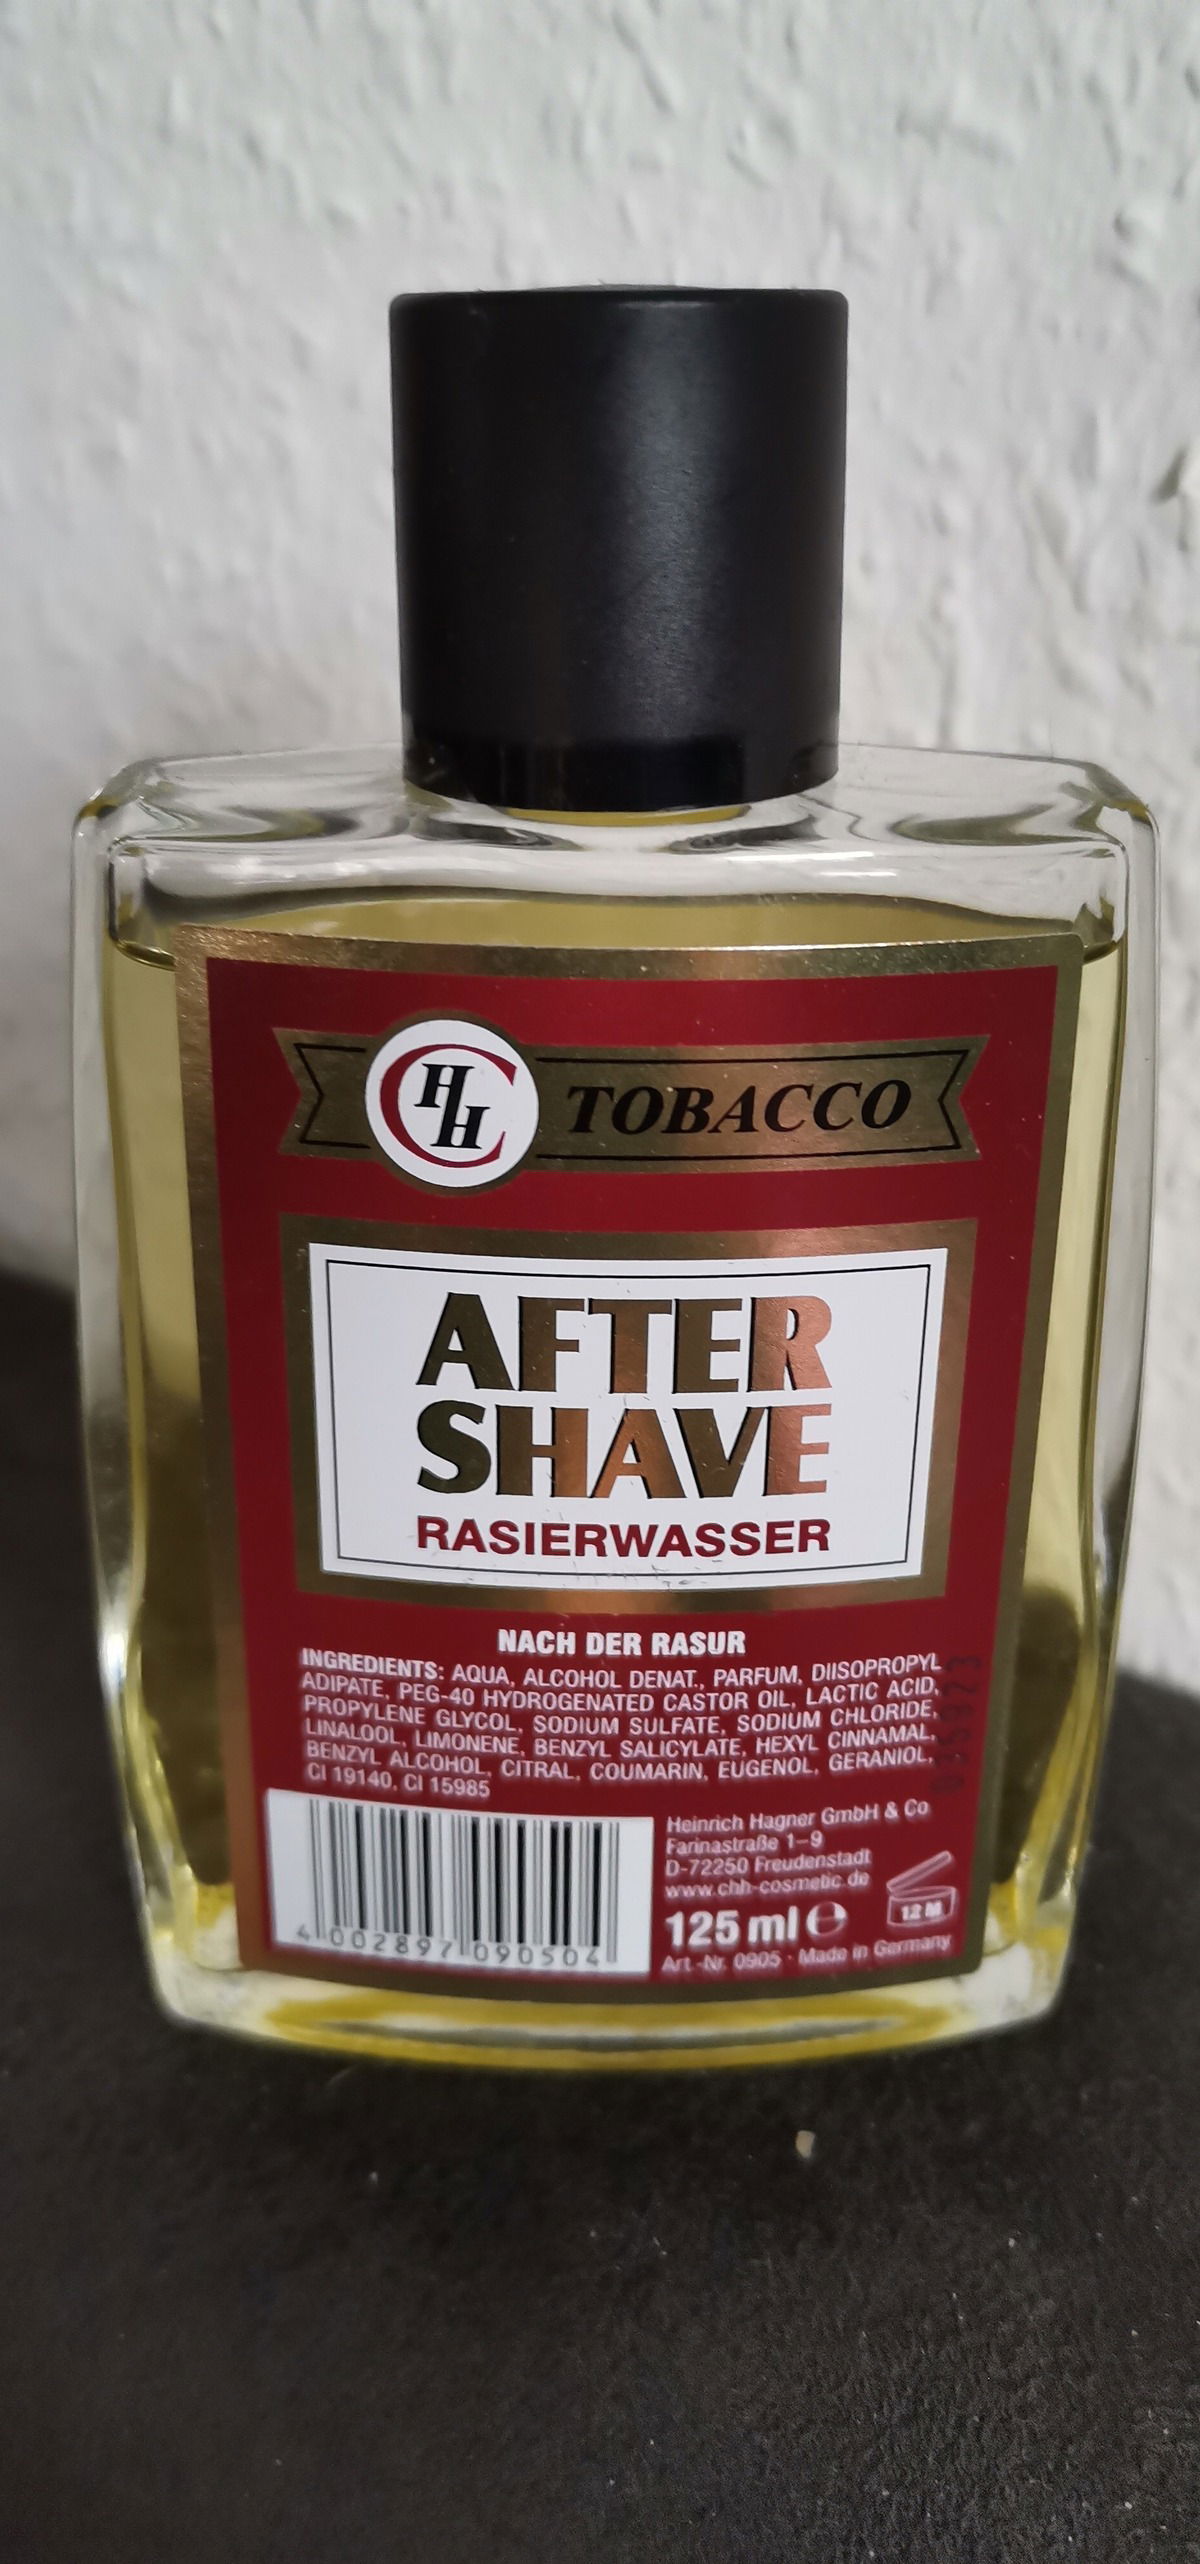 CHH TOBACCO
AFTER
SHAVE
RASIERWASSER
NACH DER RASUR
INGREDIENTS: AQUA, ALCOHOL DENAT., PARFUM, DIISOPROPYL
ADIPATE, PEG-40 HYDROGENATED CASTOR OIL, LACTIC ACID,
PROPYLENE GLYCOL, SODIUM SULFATE, SODIUM CHLORIDE,
LINALOOL, LIMONENE, BENZYL SALICYLATE, HEXYL CINNAMAL,
BENZYL ALCOHOL, CITRAL, COUMARIN, EUGENOL, GERANIOL,
CI 19140, CI 15985
4 002897 090504
Heinrich Hagner GmbH & Co
Farinastraße 1–9
D-72250 Freudenstadt
www.chh-cosmetic.de
125 ml ℮
12 M
Art.-Nr. 0905 · Made in Germany